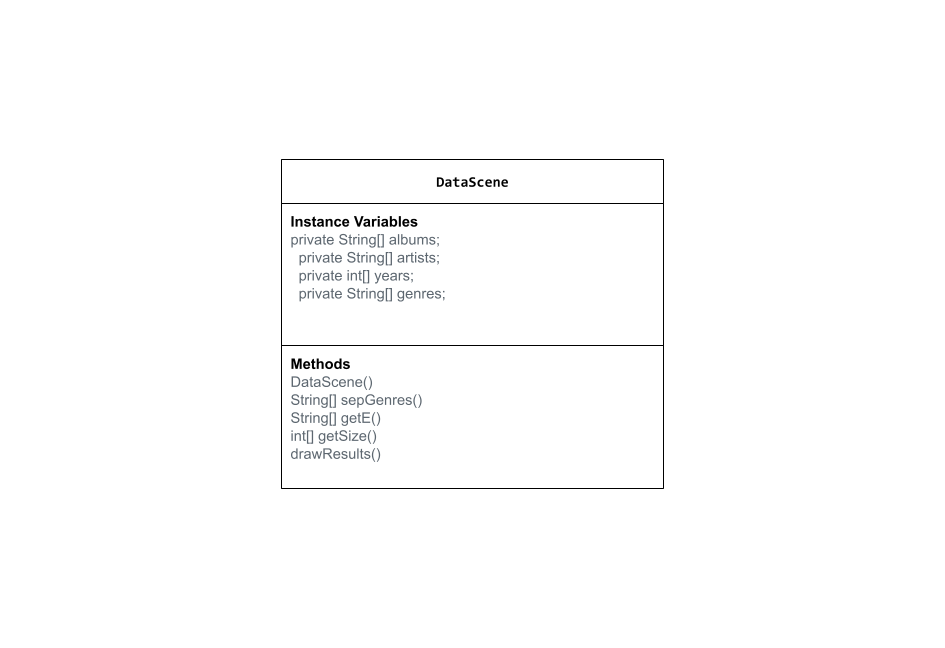 DataScene
Instance Variables
private String[] albums;
private String[] artists;
private int[] years;
private String[] genres;
Methods
DataScene()
String[] sepGenres()
String[] getE()
int[] getSize()
drawResults()